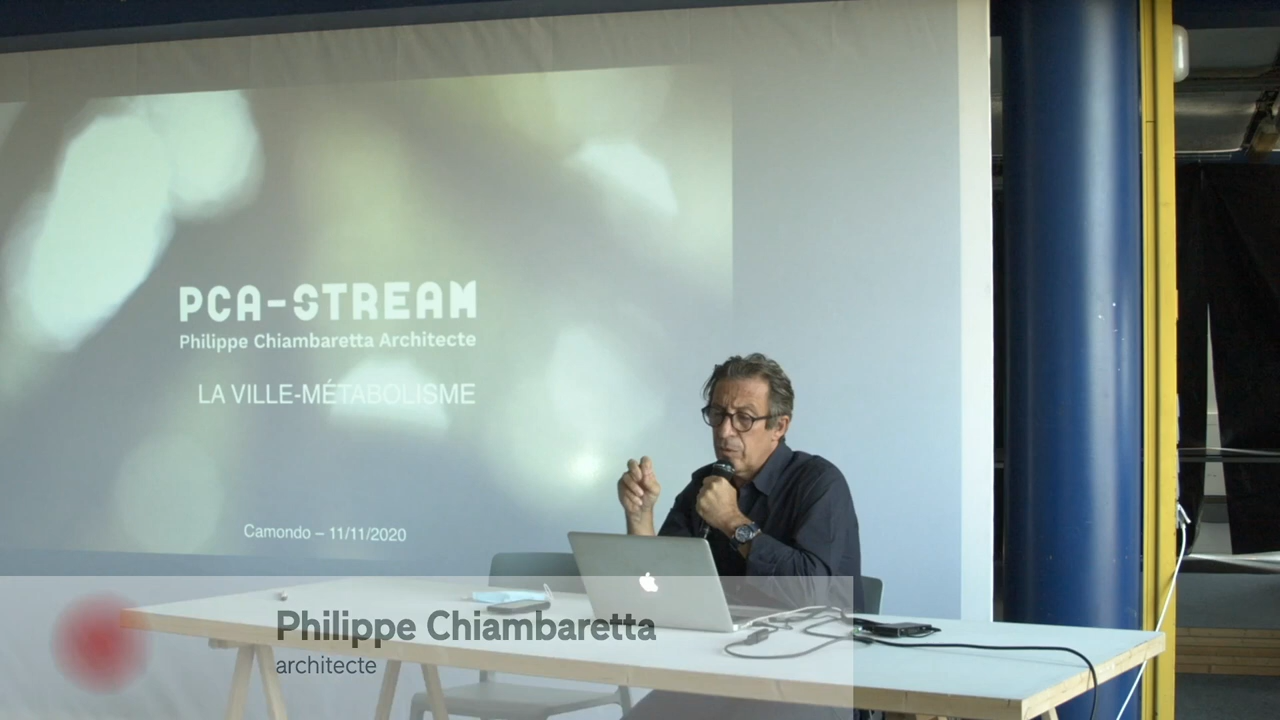 PCA-STREAM
Philippe Chiambaretta Architecte
LA VILLE-MÉTABOLISME
Camondo – 11/11/2020
Philippe Chiambaretta
architecte